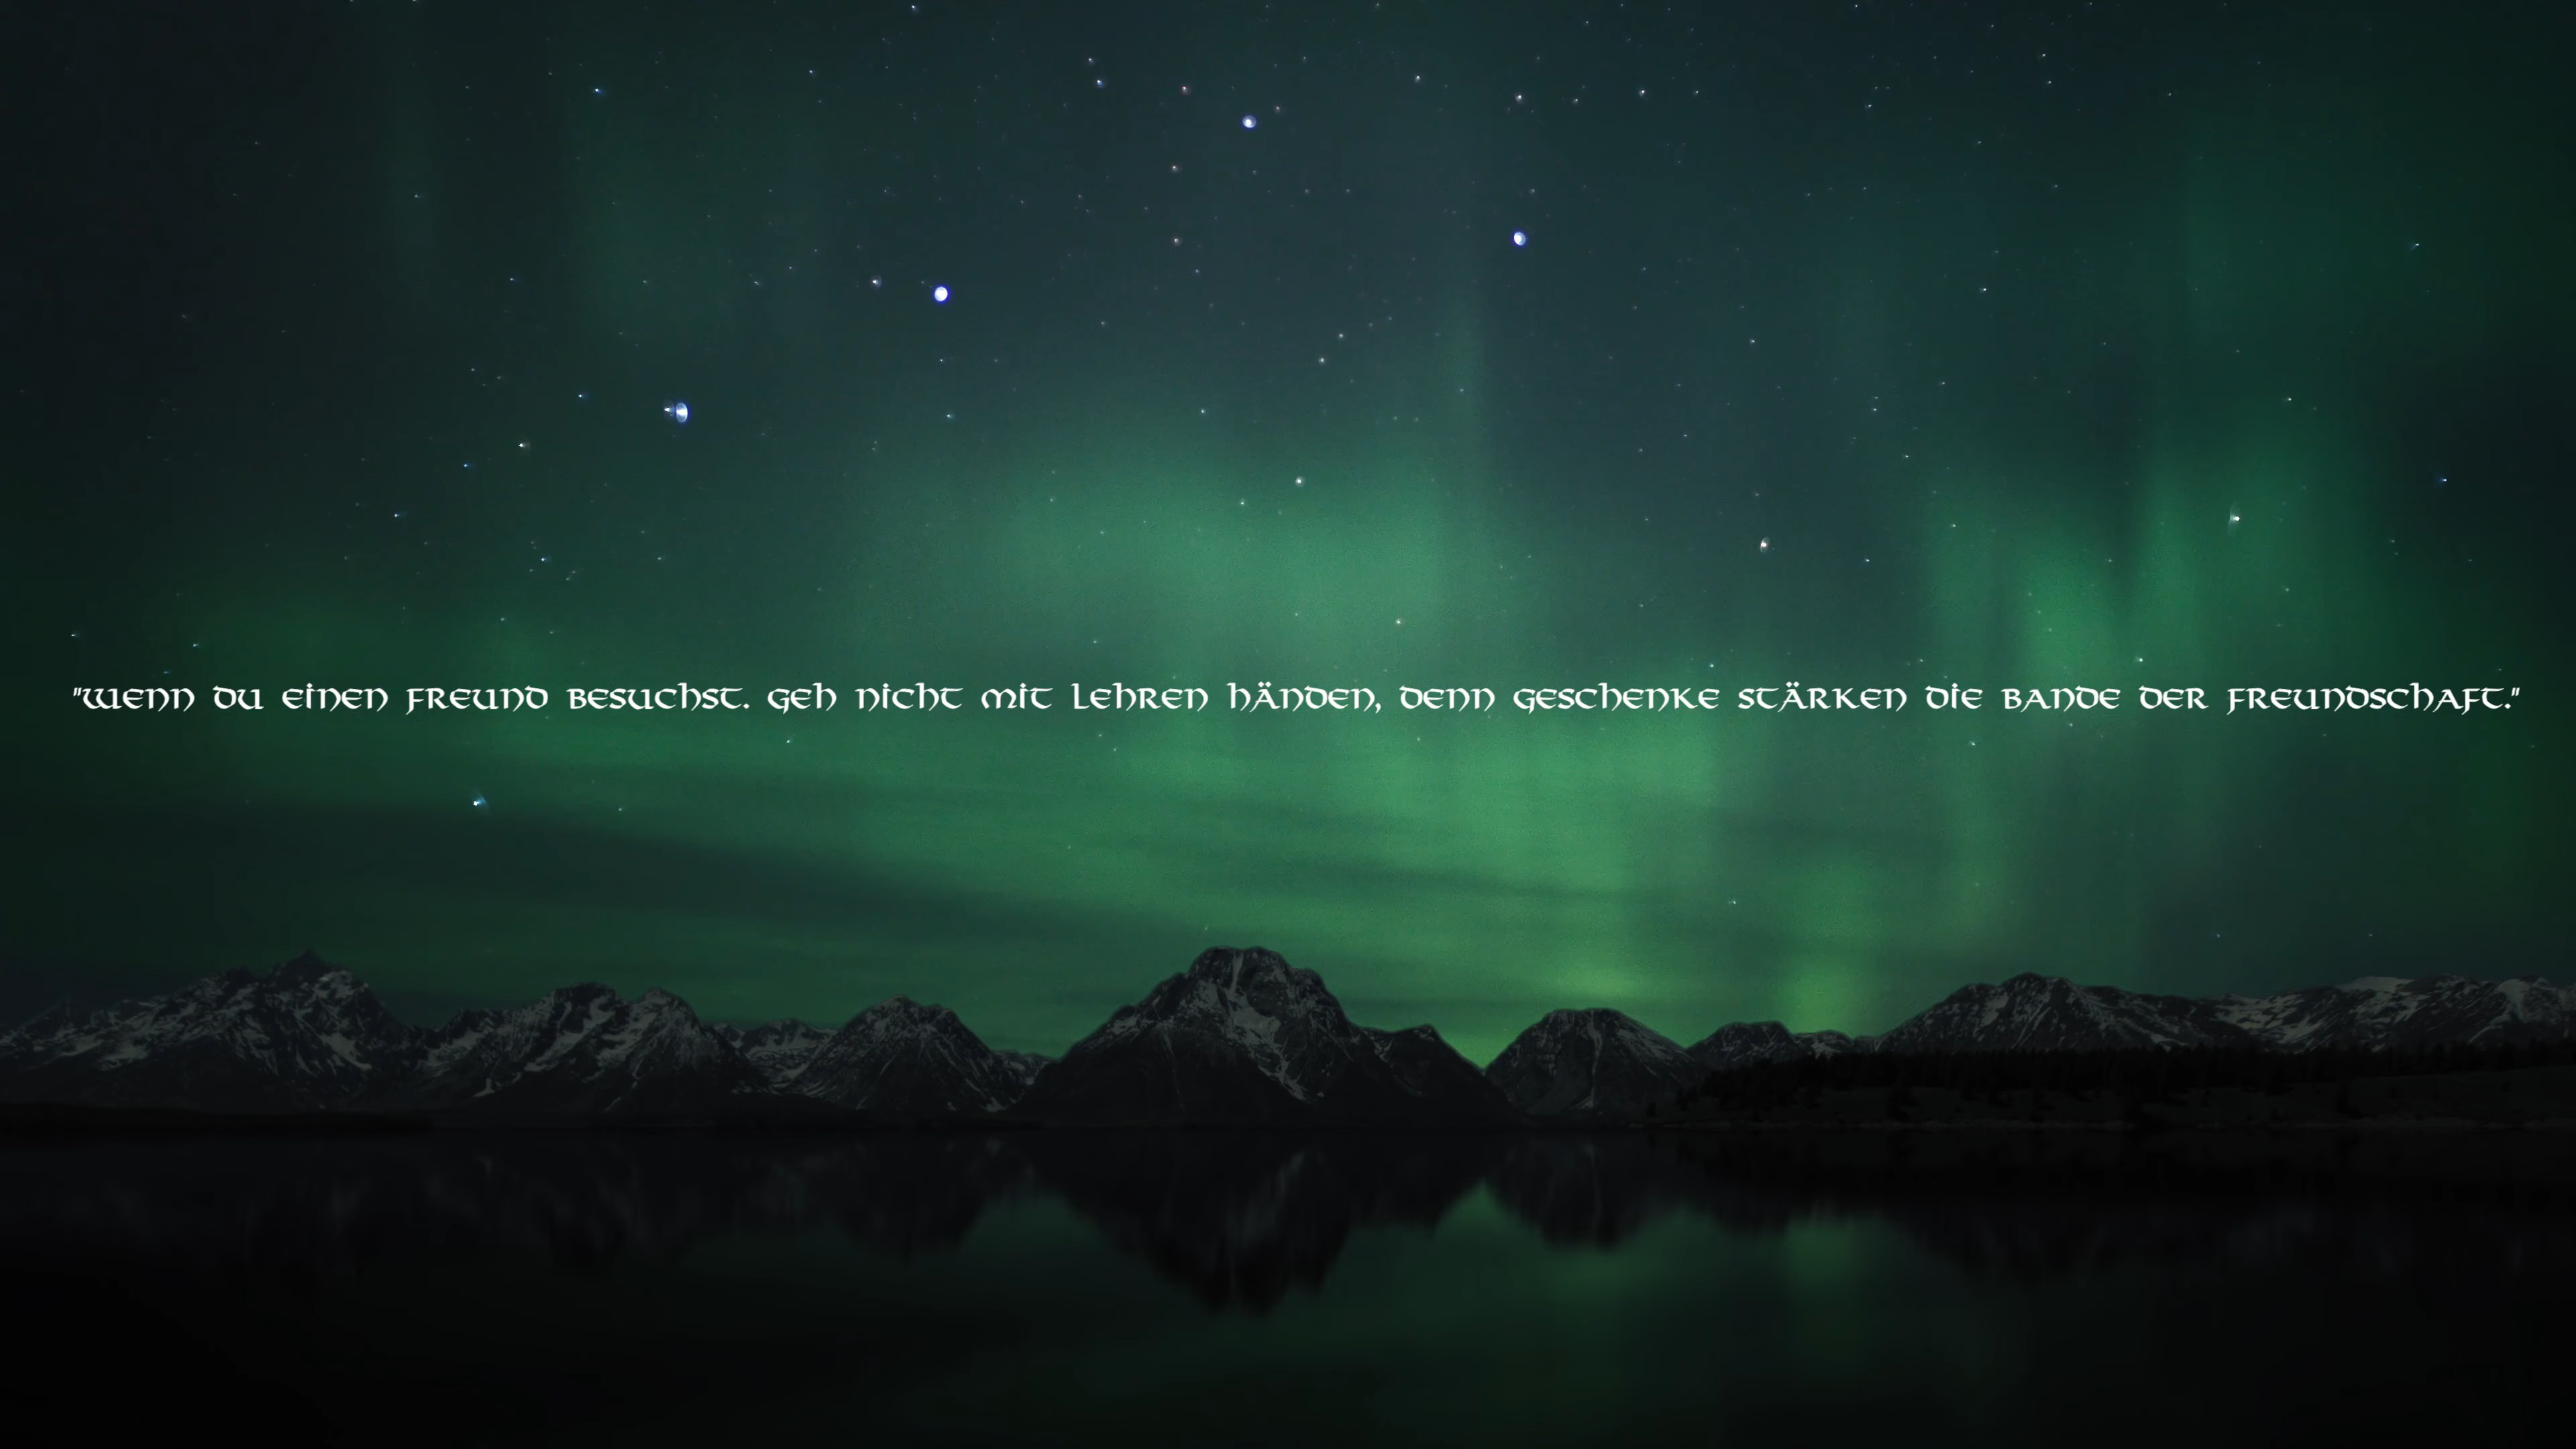 "Wenn du einen Freund besuchst. Geh nicht mit lehren Händen, denn Geschenke stärken die Bande der Freundschaft."